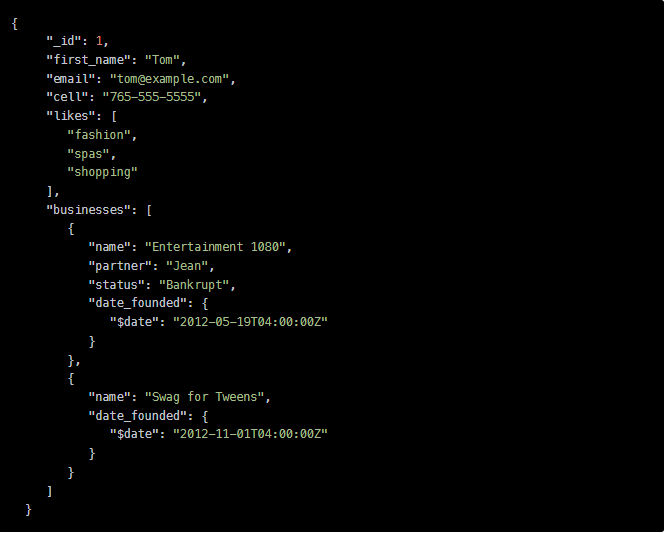 {
"_id": 1,
"first_name": "Tom",
"email": "tom@example.com",
"cell": "765-555-5555",
"likes": [
"fashion",
"spas",
"shopping"
],
"businesses": [
{
"name": "Entertainment 1080",
"partner": "Jean",
"status": "Bankrupt",
"date_founded": {
"$date": "2012-05-19T04:00:00Z"
}
},
{
"name": "Swag for Tweens",
"date_founded": {
"$date": "2012-11-01T04:00:00Z"
}
}
]
}